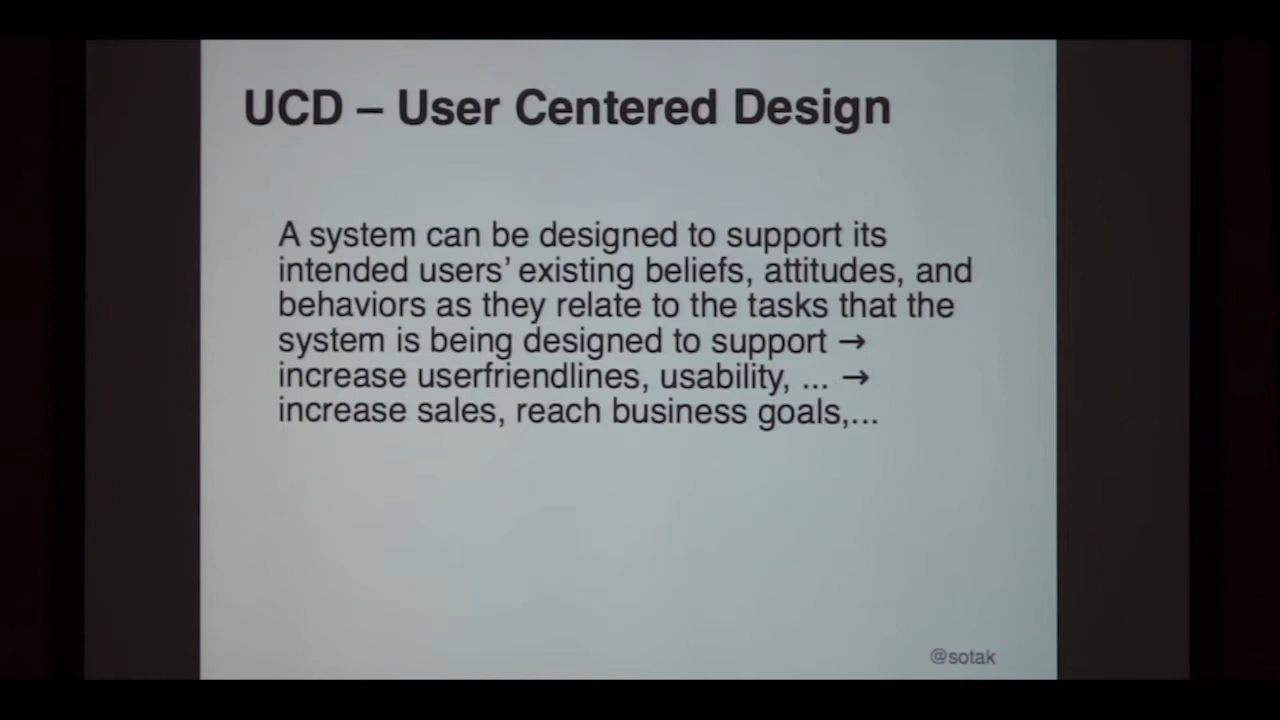 UCD – User Centered Design
A system can be designed to support its
intended users’ existing beliefs, attitudes, and
behaviors as they relate to the tasks that the
system is being designed to support →
increase userfriendlines, usability, ... →
increase sales, reach business goals,...
@sotak